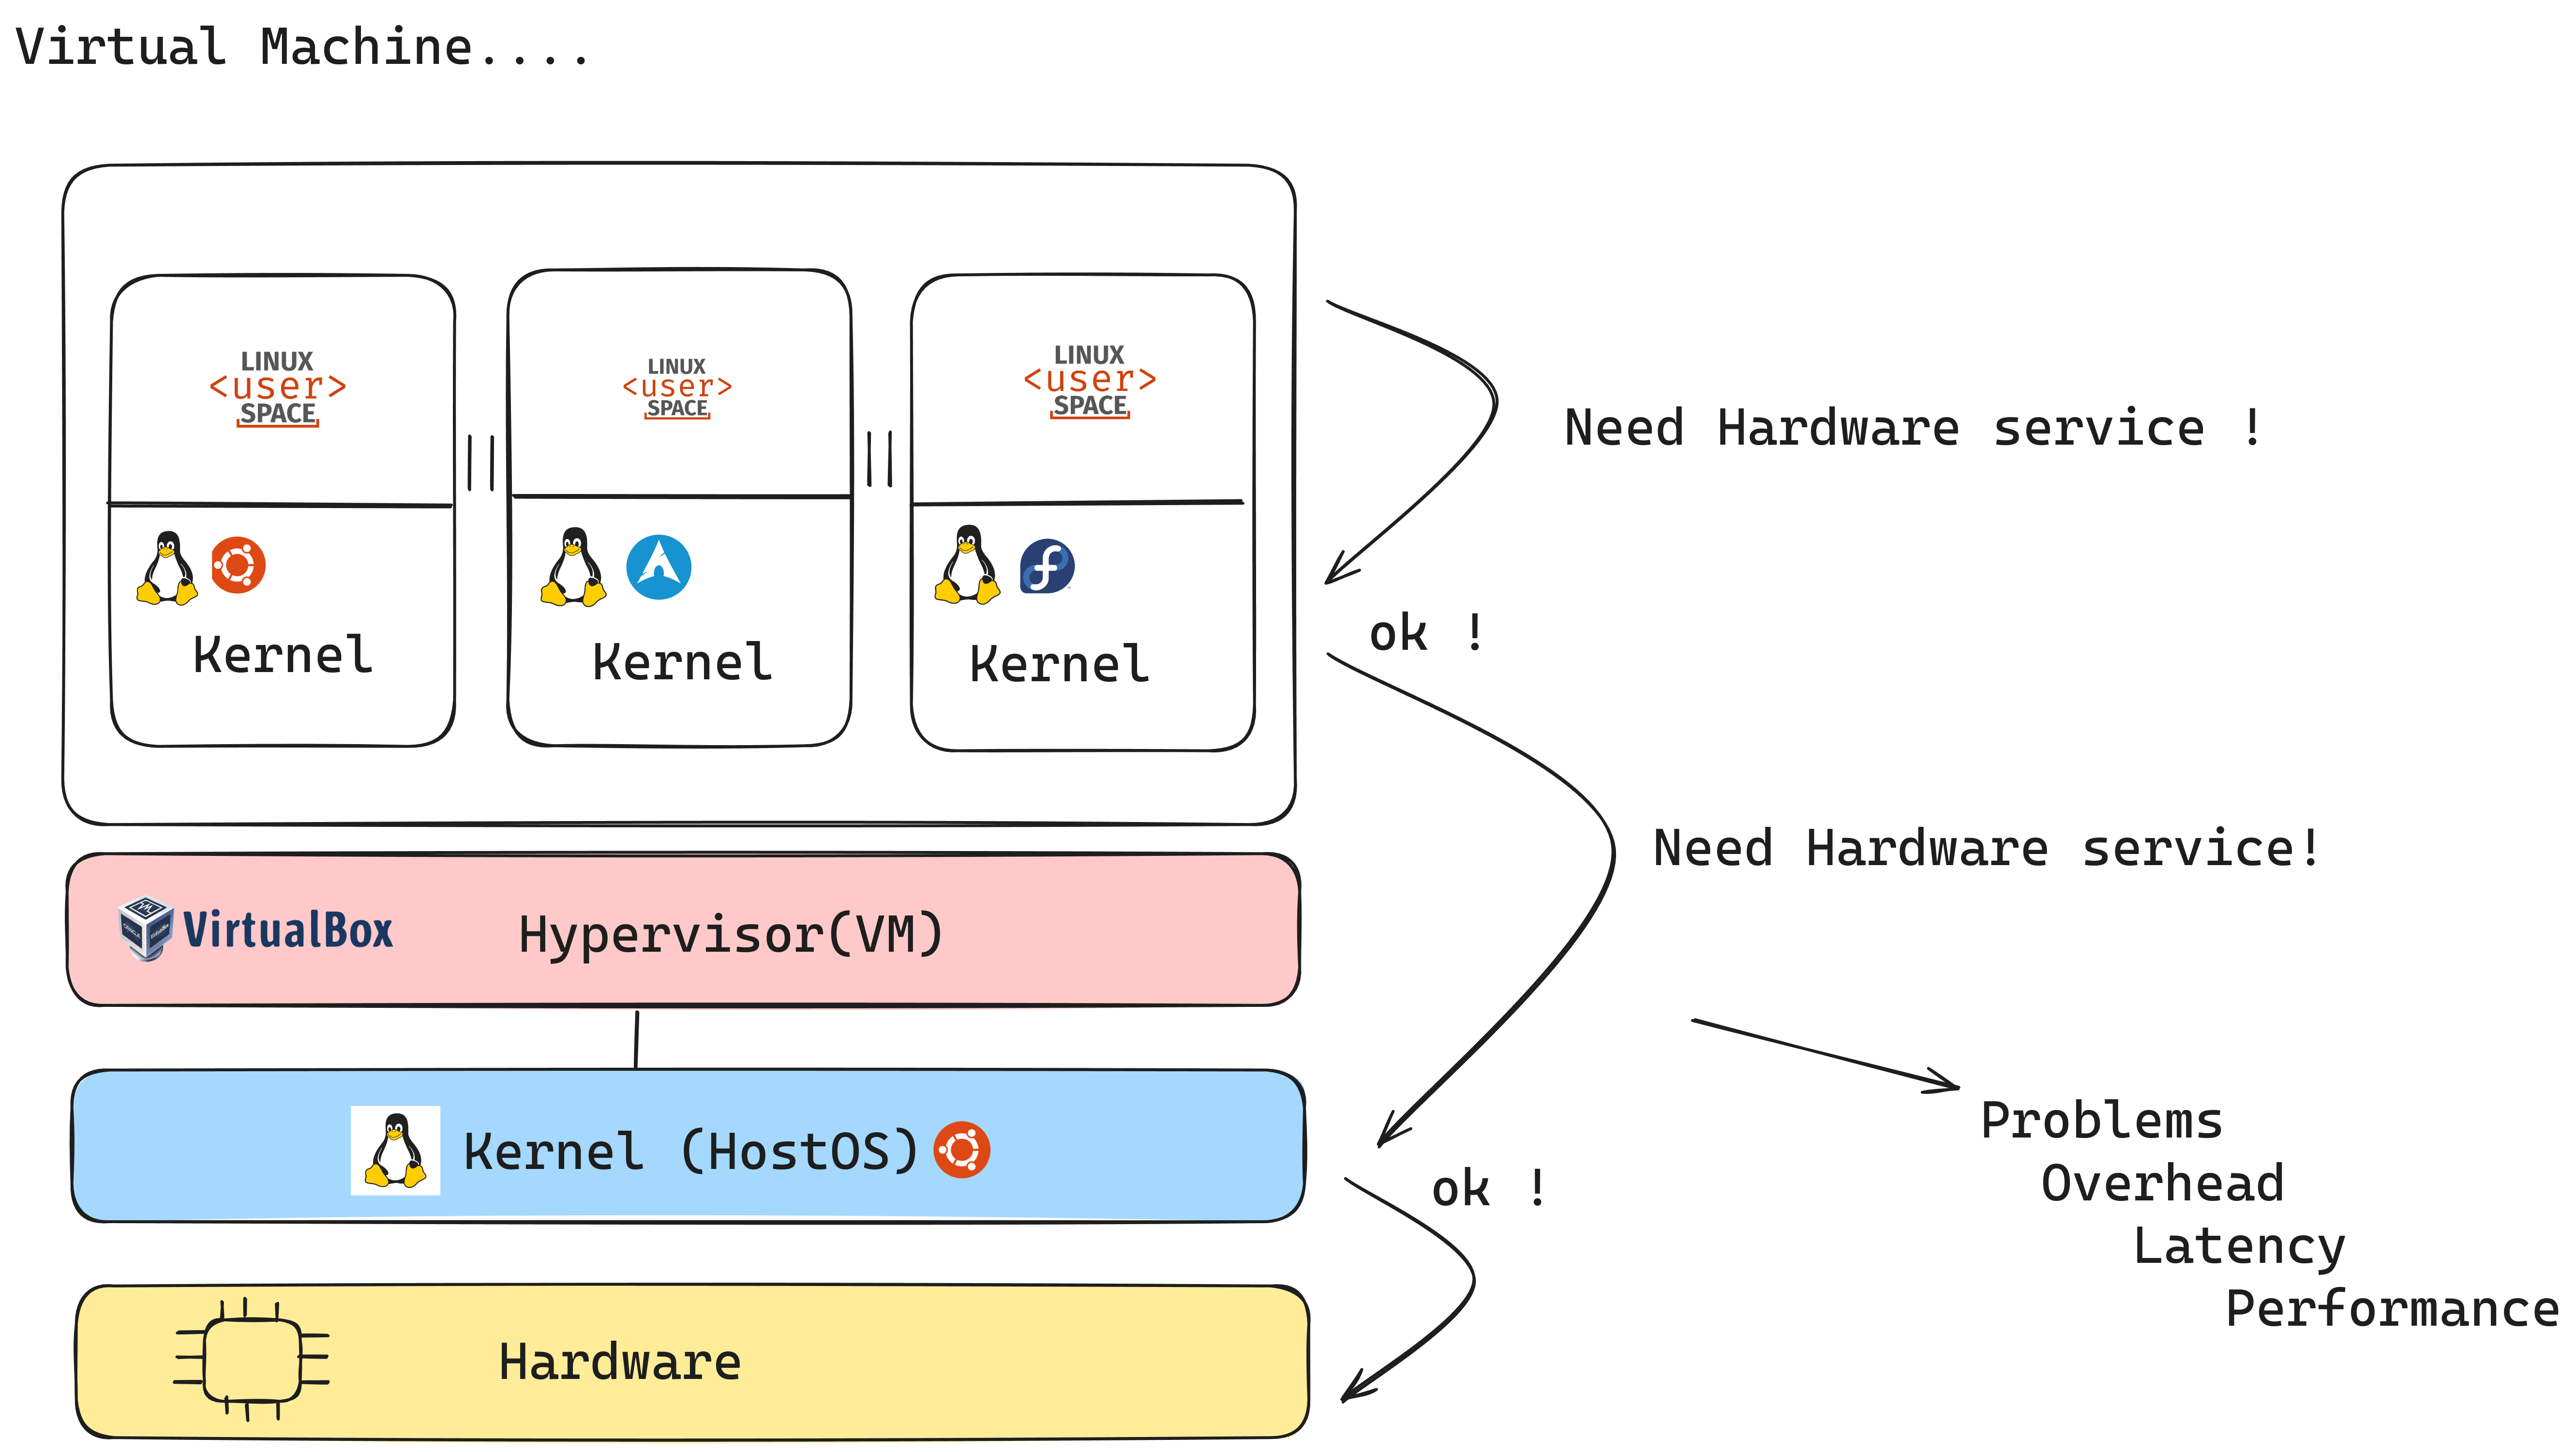 Virtual Machine....
LINUX
<user>
SPACE
LINUX
<user>
SPACE
LINUX
<user>
SPACE
Need Hardware service !
Kernel
Kernel
Kernel
ok !
Need Hardware service!
VirtualBox
Hypervisor(VM)
Kernel (HostOS)
ok !
Problems
Overhead
Latency
Performance
Hardware